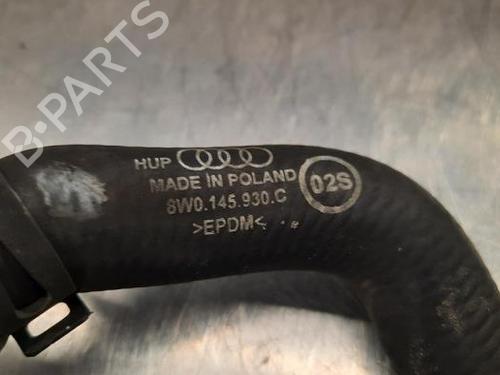 B-PARTS
HUP
MADE IN POLAND
02S
8W0.145.930.C
>EPDM<